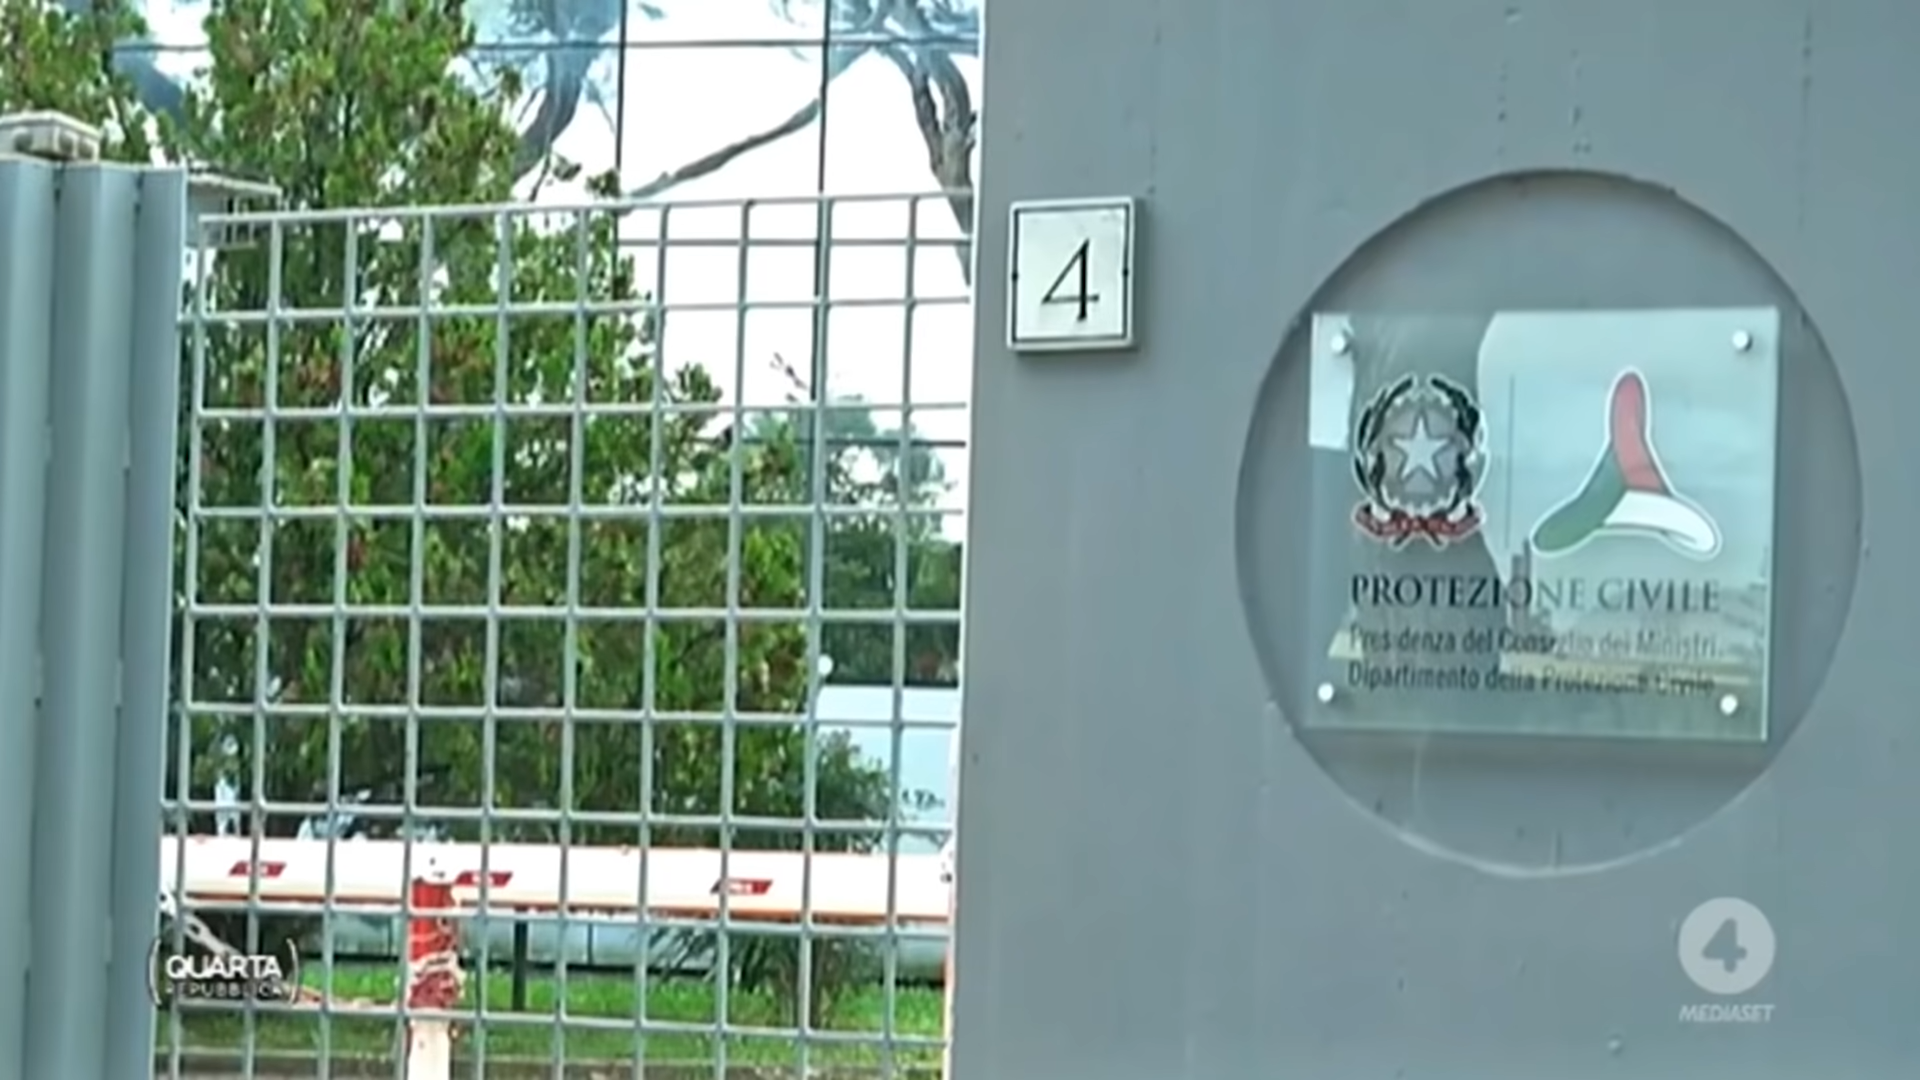 4
PROTEZIONE CIVILE
Presidenza del Consiglio dei Ministri
Dipartimento della Protezione Civile
QUARTA
REPUBBLICA
4
MEDIASET